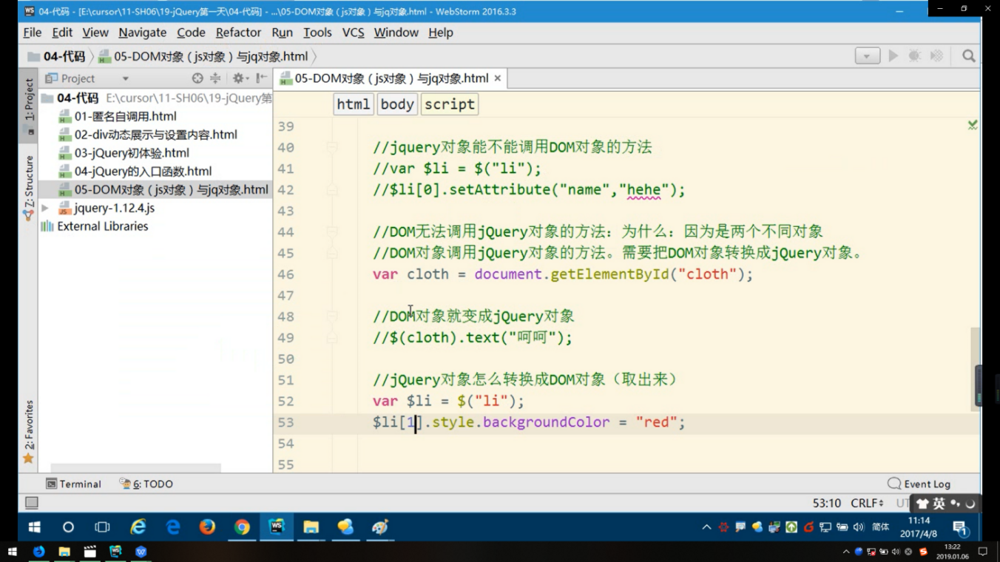 04-代码 - [E:\cursor\11-SH06\19-jQuery第一天\04-代码] - ...\05-DOM对象（js对象）与jq对象.html - WebStorm 2016.3.3
File Edit View Navigate Code Refactor Run Tools VCS Window Help
04-代码 05-DOM对象（js对象）与jq对象.html
Project
05-DOM对象（js对象）与jq对象.html ×
1: Project
Z: Structure
2: Favorites
04-代码 E:\cursor\11-SH06\19-jQuery第
01-匿名自调用.html
02-div动态展示与设置内容.html
03-jQuery初体验.html
04-jQuery的入口函数.html
05-DOM对象（js对象）与jq对象.html
jquery-1.12.4.js
External Libraries
html body script
39
40 //jquery对象能不能调用DOM对象的方法
41 //var $li = $("li");
42 //$li[0].setAttribute("name","hehe");
43
44 //DOM无法调用jQuery对象的方法：为什么：因为是两个不同对象
45 //DOM对象调用jQuery对象的方法。需要把DOM对象转换成jQuery对象。
46 var cloth = document.getElementById("cloth");
47
48 //DOM对象就变成jQuery对象
49 //$(cloth).text("呵呵");
50
51 //jQuery对象怎么转换成DOM对象（取出来）
52 var $li = $("li");
53 $li[1].style.backgroundColor = "red";
54
55
Terminal 6: TODO Event Log
53:10 CRLF UT 英
简体 11:14
2017/4/8
13:22
2019.01.06